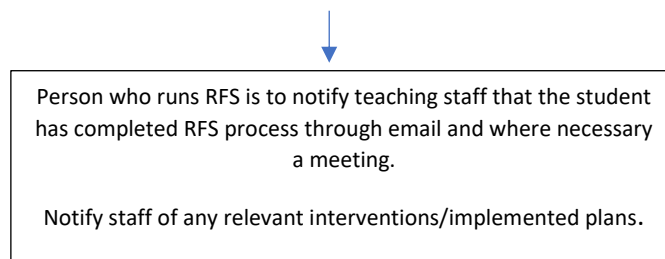 Person who runs RFS is to notify teaching staff that the student
has completed RFS process through email and where necessary
a meeting.
Notify staff of any relevant interventions/implemented plans.